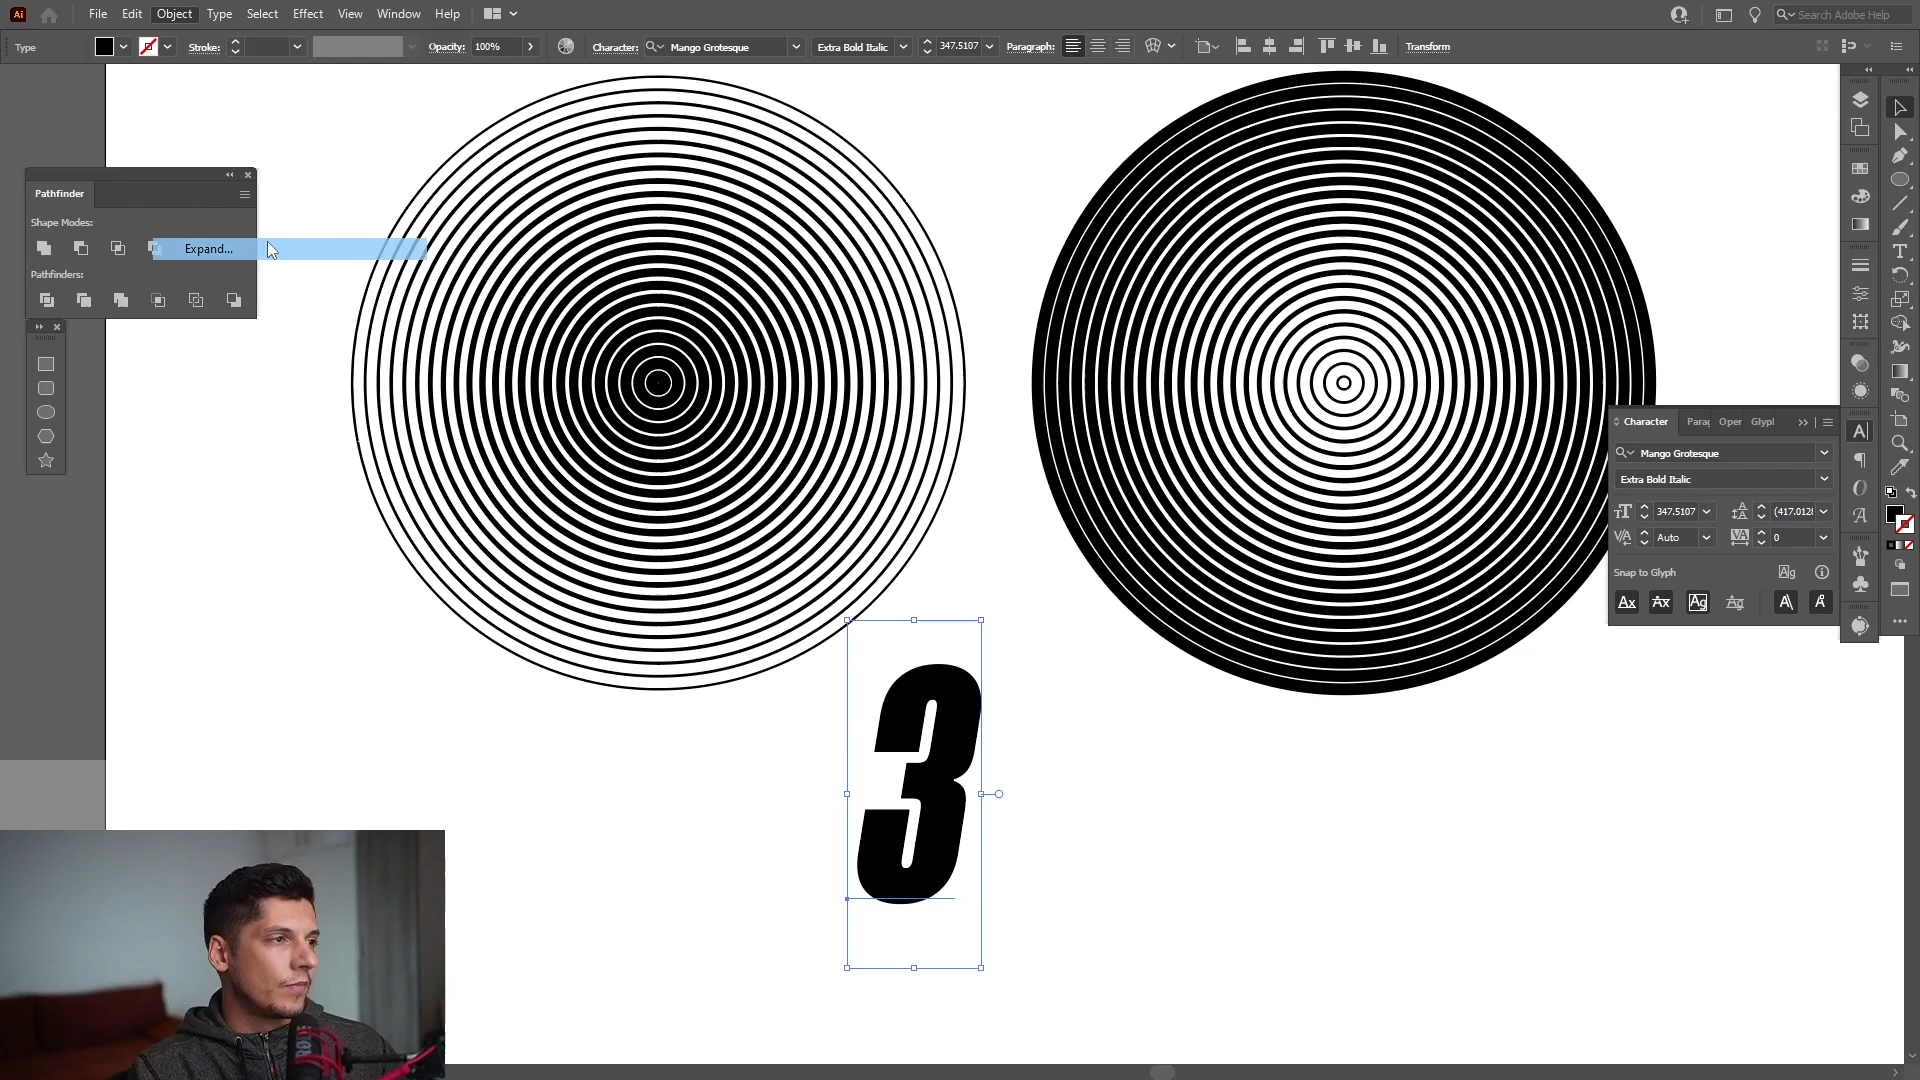 Ai File Edit Object Type Select Effect View Window Help Search Adobe Help
Type Stroke: Opacity: 100% Character: Mango Grotesque Extra Bold Italic 347.5107 Paragraph: Transform
Pathfinder
Shape Modes:
Expand...
Pathfinders:
Character Parag Oper Glypl
Mango Grotesque
Extra Bold Italic
347.5107 (417.012
Auto 0
Snap to Glyph
3